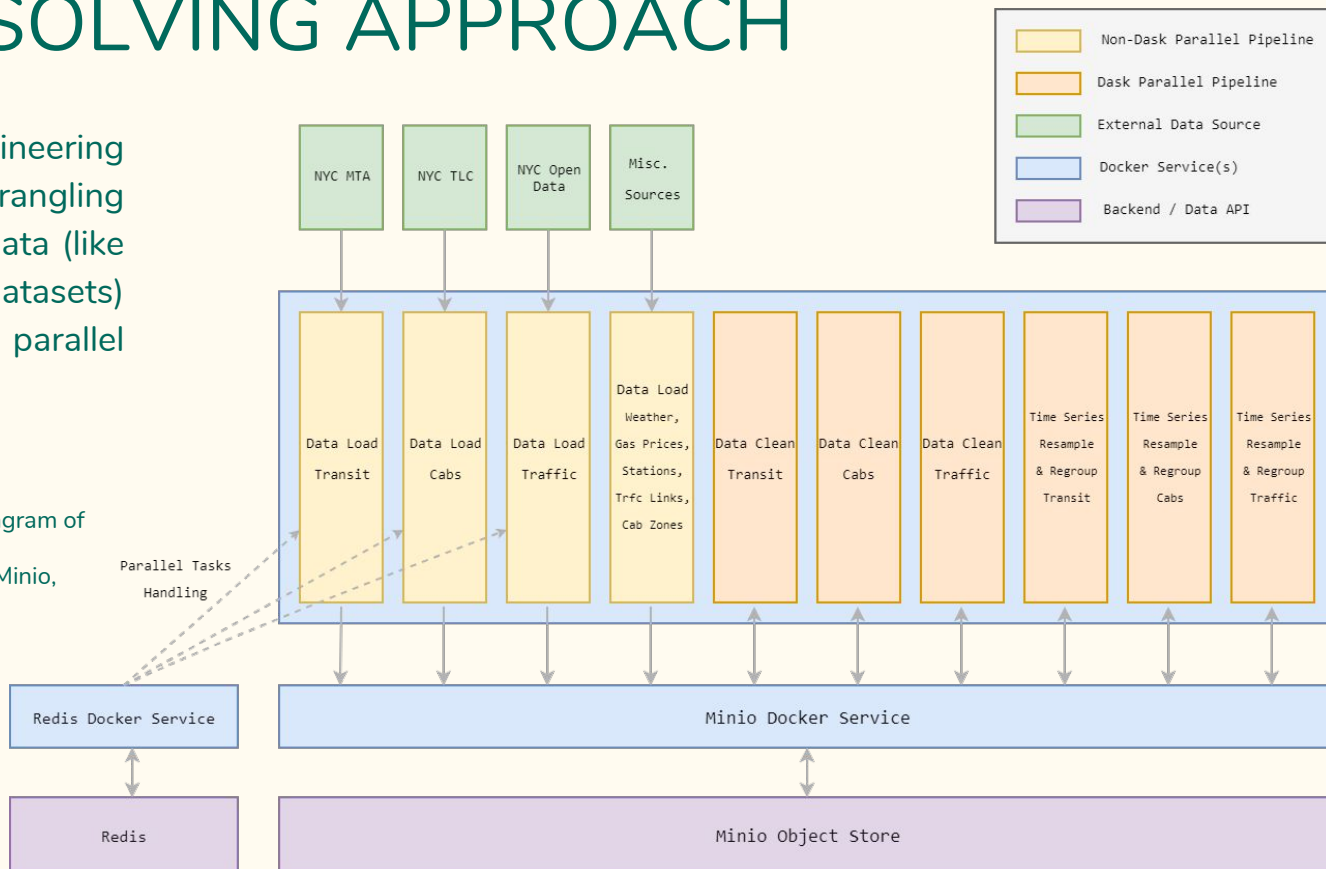 SOLVING APPROACH
Non-Dask Parallel Pipeline
Dask Parallel Pipeline
External Data Source
Docker Service(s)
Backend / Data API
ineering
rangling
ata (like
atasets)
parallel
gram of
Minio,
NYC MTA
NYC TLC
NYC Open
Data
Misc.
Sources
Data Load
Transit
Data Load
Cabs
Data Load
Traffic
Data Load
Weather,
Gas Prices,
Stations,
Trfc Links,
Cab Zones
Data Clean
Transit
Data Clean
Cabs
Data Clean
Traffic
Time Series
Resample
& Regroup
Transit
Time Series
Resample
& Regroup
Cabs
Time Series
Resample
& Regroup
Traffic
Parallel Tasks
Handling
Redis Docker Service
Minio Docker Service
Redis
Minio Object Store